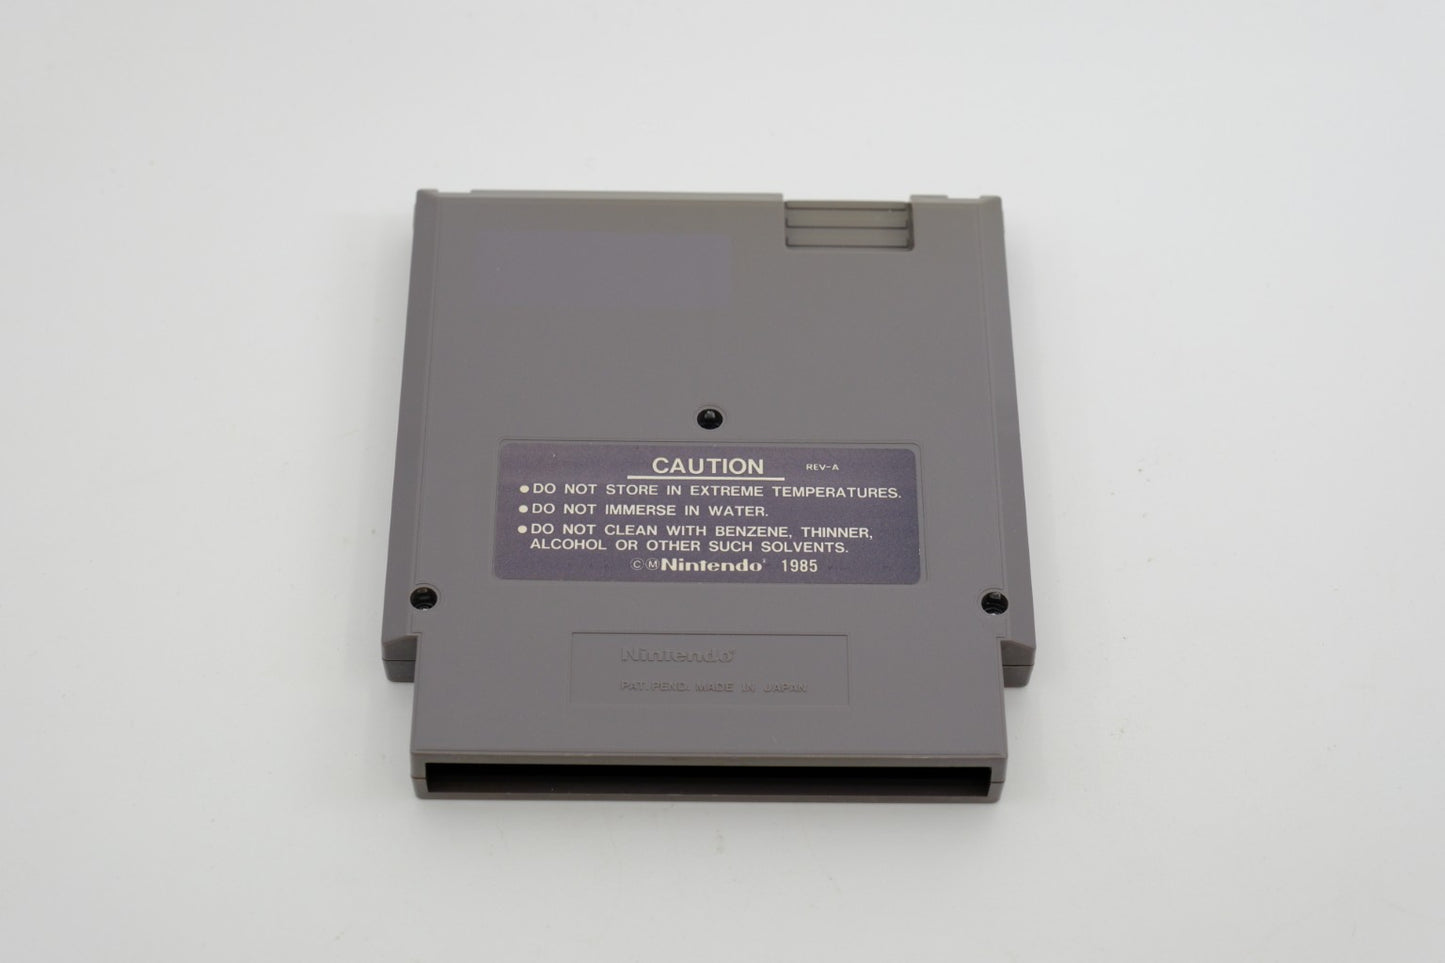 CAUTION REV-A
●DO NOT STORE IN EXTREME TEMPERATURES.
●DO NOT IMMERSE IN WATER.
●DO NOT CLEAN WITH BENZENE, THINNER,
ALCOHOL OR OTHER SUCH SOLVENTS.
ⒸⓂNintendo® 1985
Nintendo®
PAT. PEND. MADE IN JAPAN